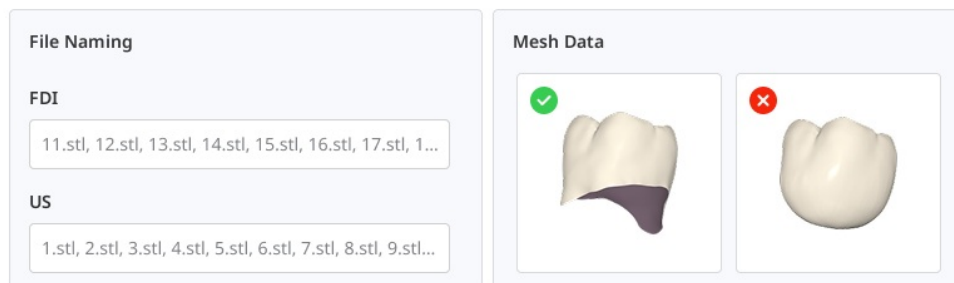 File Naming
FDI
11.stl, 12.stl, 13.stl, 14.stl, 15.stl, 16.stl, 17.stl, 1...
US
1.stl, 2.stl, 3.stl, 4.stl, 5.stl, 6.stl, 7.stl, 8.stl, 9.stl...
Mesh Data